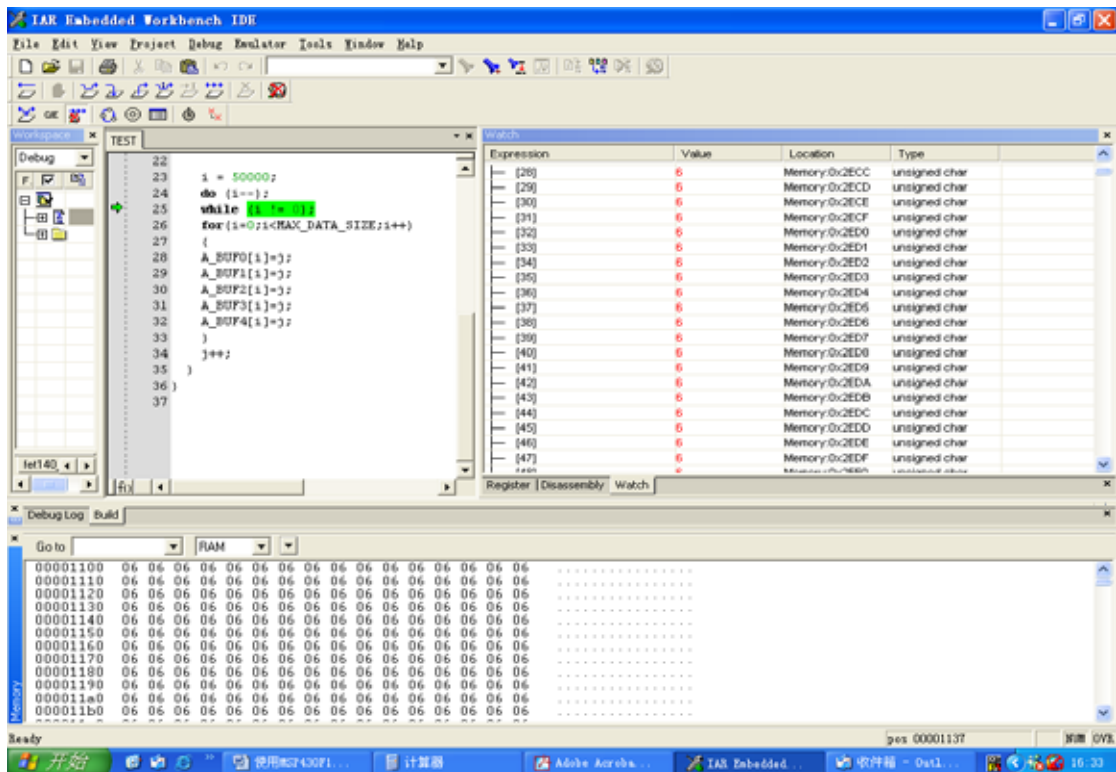 IAR Embedded Workbench IDE
File Edit View Project Debug Emulator Tools Window Help
Workspace
TEST
Watch
Debug
Expression Value Location Type
22
23 i = 50000;
24 do (i--);
25 while (i != 0);
26 for(i=0;i<MAX_DATA_SIZE;i++)
27 {
28 A_BUF0[i]=j;
29 A_BUF1[i]=j;
30 A_BUF2[i]=j;
31 A_BUF3[i]=j;
32 A_BUF4[i]=j;
33 }
34 j++;
35 }
36 }
37
[28] 6 Memory:0x2ECC unsigned char
[29] 6 Memory:0x2ECD unsigned char
[30] 6 Memory:0x2ECE unsigned char
[31] 6 Memory:0x2ECF unsigned char
[32] 6 Memory:0x2ED0 unsigned char
[33] 6 Memory:0x2ED1 unsigned char
[34] 6 Memory:0x2ED2 unsigned char
[35] 6 Memory:0x2ED3 unsigned char
[36] 6 Memory:0x2ED4 unsigned char
[37] 6 Memory:0x2ED5 unsigned char
[38] 6 Memory:0x2ED6 unsigned char
[39] 6 Memory:0x2ED7 unsigned char
[40] 6 Memory:0x2ED8 unsigned char
[41] 6 Memory:0x2ED9 unsigned char
[42] 6 Memory:0x2EDA unsigned char
[43] 6 Memory:0x2EDB unsigned char
[44] 6 Memory:0x2EDC unsigned char
[45] 6 Memory:0x2EDD unsigned char
[46] 6 Memory:0x2EDE unsigned char
[47] 6 Memory:0x2EDF unsigned char
fet140_
Register Disassembly Watch
Debug Log Build
Go to RAM
00001100 06 06 06 06 06 06 06 06 06 06 06 06 06 06 06 06 ................
00001110 06 06 06 06 06 06 06 06 06 06 06 06 06 06 06 06 ................
00001120 06 06 06 06 06 06 06 06 06 06 06 06 06 06 06 06 ................
00001130 06 06 06 06 06 06 06 06 06 06 06 06 06 06 06 06 ................
00001140 06 06 06 06 06 06 06 06 06 06 06 06 06 06 06 06 ................
00001150 06 06 06 06 06 06 06 06 06 06 06 06 06 06 06 06 ................
00001160 06 06 06 06 06 06 06 06 06 06 06 06 06 06 06 06 ................
00001170 06 06 06 06 06 06 06 06 06 06 06 06 06 06 06 06 ................
00001180 06 06 06 06 06 06 06 06 06 06 06 06 06 06 06 06 ................
00001190 06 06 06 06 06 06 06 06 06 06 06 06 06 06 06 06 ................
000011a0 06 06 06 06 06 06 06 06 06 06 06 06 06 06 06 06 ................
000011b0 06 06 06 06 06 06 06 06 06 06 06 06 06 06 06 06 ................
Memory
Ready pos 00001137 NUM OVR
开始 使用MSP430F1... 计算器 Adobe Acroba... IAR Embedded... 收件箱 - Outl... 16:33